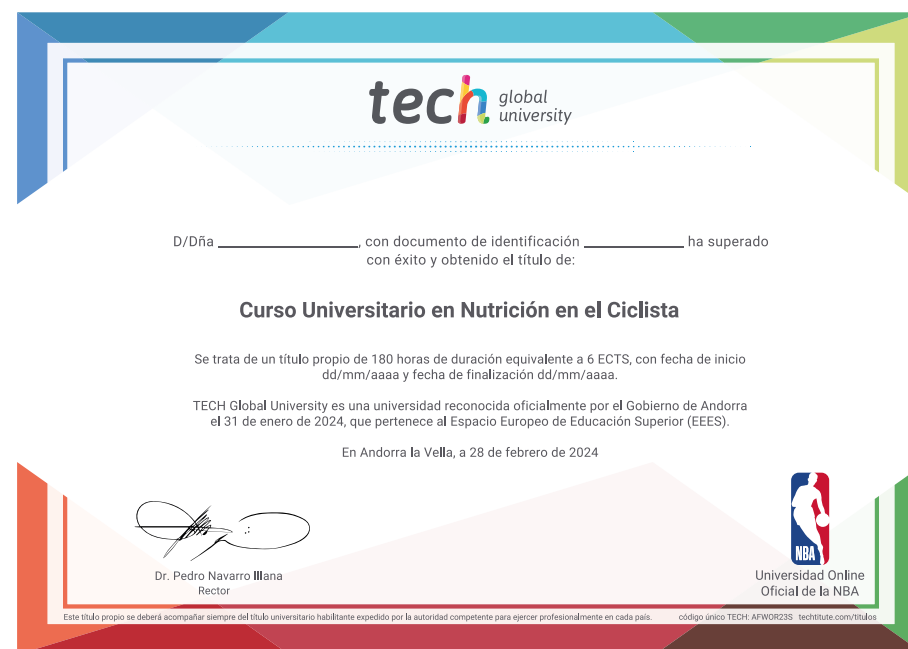 tech global university
D/Dña ____________, con documento de identificación ____________ ha superado
con éxito y obtenido el título de:
Curso Universitario en Nutrición en el Ciclista
Se trata de un título propio de 180 horas de duración equivalente a 6 ECTS, con fecha de inicio
dd/mm/aaaa y fecha de finalización dd/mm/aaaa.
TECH Global University es una universidad reconocida oficialmente por el Gobierno de Andorra
el 31 de enero de 2024, que pertenece al Espacio Europeo de Educación Superior (EEES).
En Andorra la Vella, a 28 de febrero de 2024
Dr. Pedro Navarro Illana
Rector
NBA
Universidad Online
Oficial de la NBA
Este título propio se deberá acompañar siempre del título universitario habilitante expedido por la autoridad competente para ejercer profesionalmente en cada país.
código único TECH: AFWOR23S techtitute.com/titulos